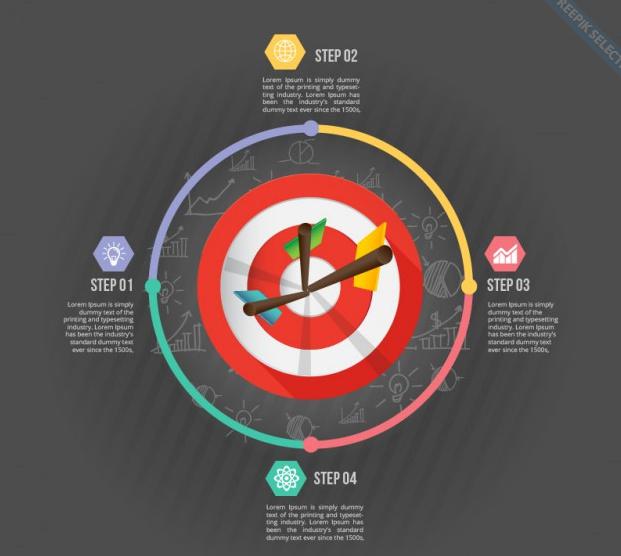 REEPIK SELECT
STEP 02
Lorem Ipsum is simply dummy
text of the printing and typeset-
ting industry. Lorem Ipsum has
been the industry's standard
dummy text ever since the 1500s,
STEP 01
Lorem Ipsum is simply
dummy text of the
printing and typesetting
industry. Lorem Ipsum
has been the industry's
standard dummy text
ever since the 1500s,
STEP 03
Lorem Ipsum is simply
dummy text of the
printing and typesetting
industry. Lorem Ipsum
has been the industry's
standard dummy text
ever since the 1500s,
STEP 04
Lorem Ipsum is simply dummy
text of the printing and typeset-
ting industry. Lorem Ipsum has
been the industry's standard
dummy text ever since the 1500s,